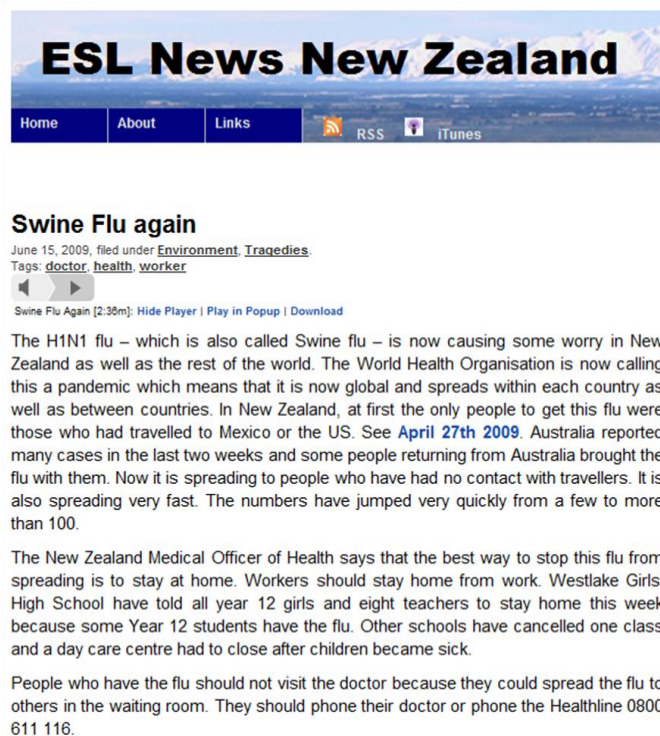 ESL News New Zealand
Home About Links RSS iTunes
Swine Flu again
June 15, 2009, filed under Environment, Tragedies.
Tags: doctor, health, worker
Swine Flu Again [2:36m]: Hide Player | Play in Popup | Download
The H1N1 flu – which is also called Swine flu – is now causing some worry in New
Zealand as well as the rest of the world. The World Health Organisation is now calling
this a pandemic which means that it is now global and spreads within each country as
well as between countries. In New Zealand, at first the only people to get this flu were
those who had travelled to Mexico or the US. See April 27th 2009. Australia reported
many cases in the last two weeks and some people returning from Australia brought the
flu with them. Now it is spreading to people who have had no contact with travellers. It is
also spreading very fast. The numbers have jumped very quickly from a few to more
than 100.
The New Zealand Medical Officer of Health says that the best way to stop this flu from
spreading is to stay at home. Workers should stay home from work. Westlake Girls
High School have told all year 12 girls and eight teachers to stay home this week
because some Year 12 students have the flu. Other schools have cancelled one class
and a day care centre had to close after children became sick.
People who have the flu should not visit the doctor because they could spread the flu to
others in the waiting room. They should phone their doctor or phone the Healthline 0800
611 116.